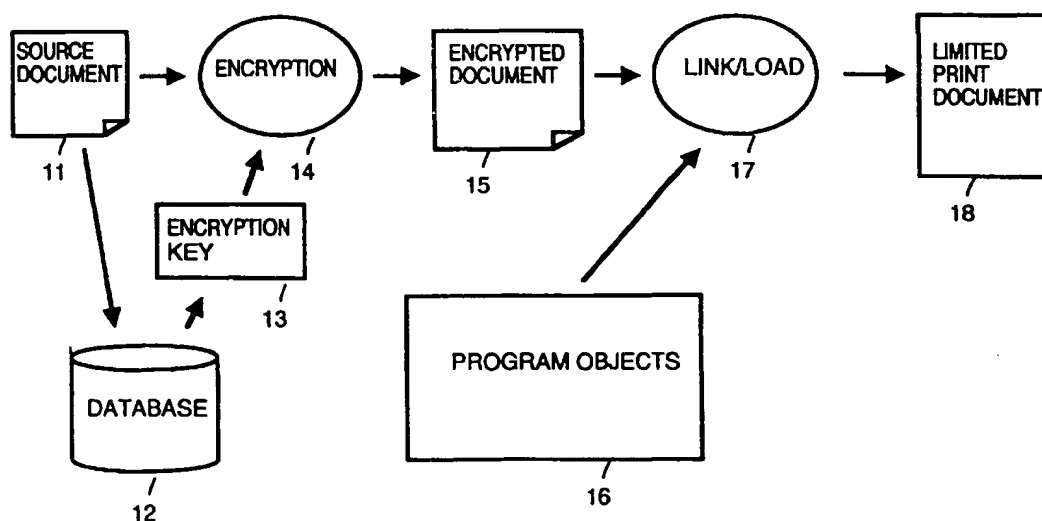 SOURCE
DOCUMENT
11
ENCRYPTION
14
ENCRYPTED
DOCUMENT
15
LINK/LOAD
17
LIMITED
PRINT
DOCUMENT
18
ENCRYPTION
KEY
13
DATABASE
12
PROGRAM OBJECTS
16